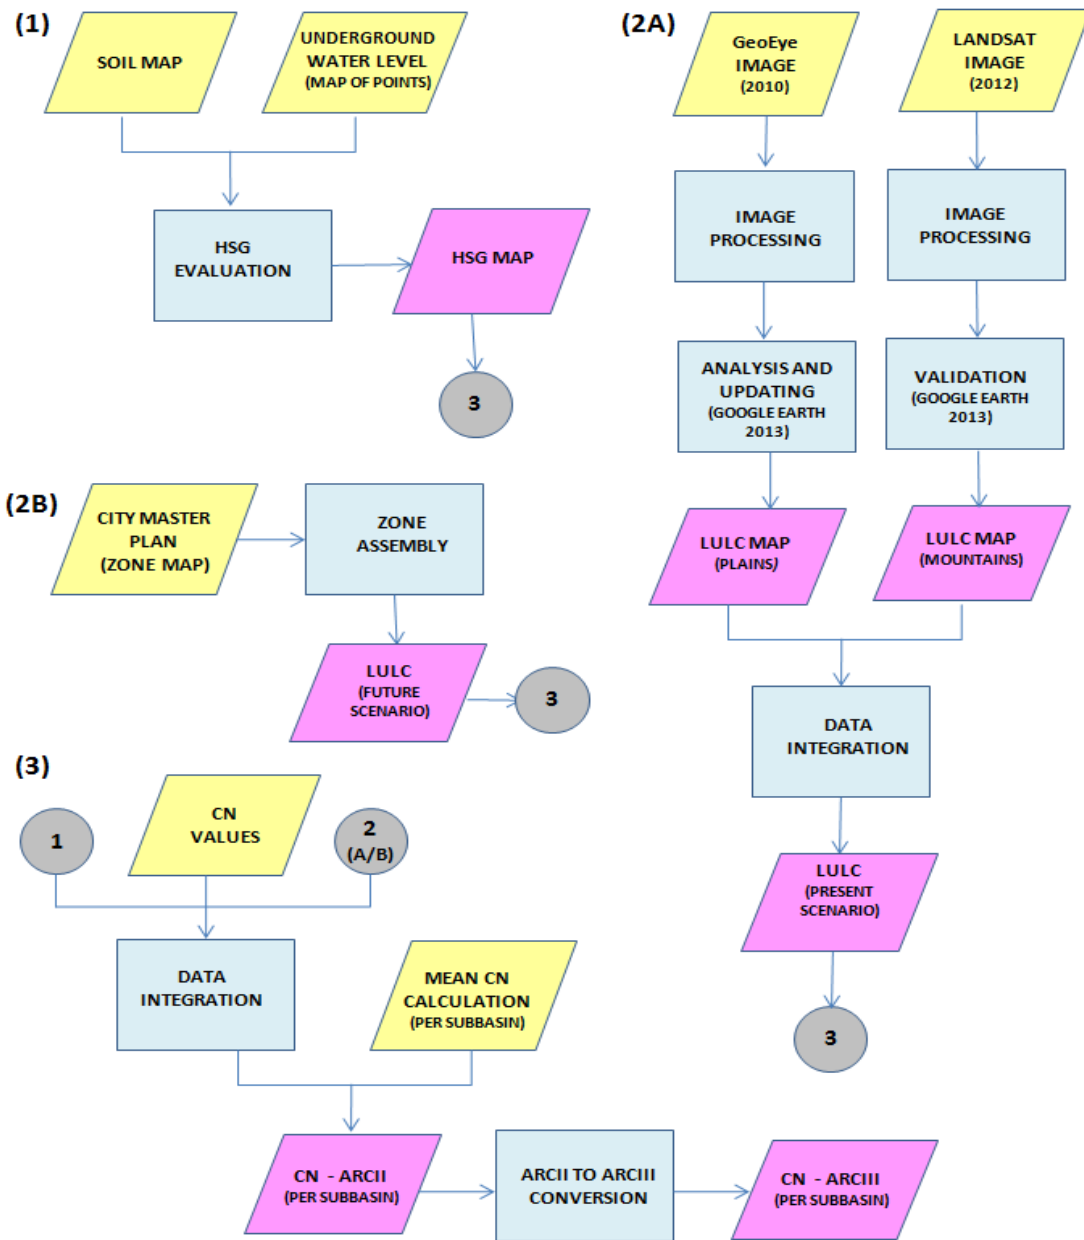 (1)
SOIL MAP
UNDERGROUND
WATER LEVEL
(MAP OF POINTS)
HSG
EVALUATION
HSG MAP
3
(2A)
GeoEye
IMAGE
(2010)
LANDSAT
IMAGE
(2012)
IMAGE
PROCESSING
IMAGE
PROCESSING
ANALYSIS AND
UPDATING
(GOOGLE EARTH
2013)
VALIDATION
(GOOGLE EARTH
2013)
LULC MAP
(PLAINS)
LULC MAP
(MOUNTAINS)
DATA
INTEGRATION
LULC
(PRESENT
SCENARIO)
3
(2B)
CITY MASTER
PLAN
(ZONE MAP)
ZONE
ASSEMBLY
LULC
(FUTURE
SCENARIO)
3
(3)
1
CN
VALUES
2
(A/B)
DATA
INTEGRATION
MEAN CN
CALCULATION
(PER SUBBASIN)
CN - ARCII
(PER SUBBASIN)
ARCII TO ARCIII
CONVERSION
CN - ARCIII
(PER SUBBASIN)